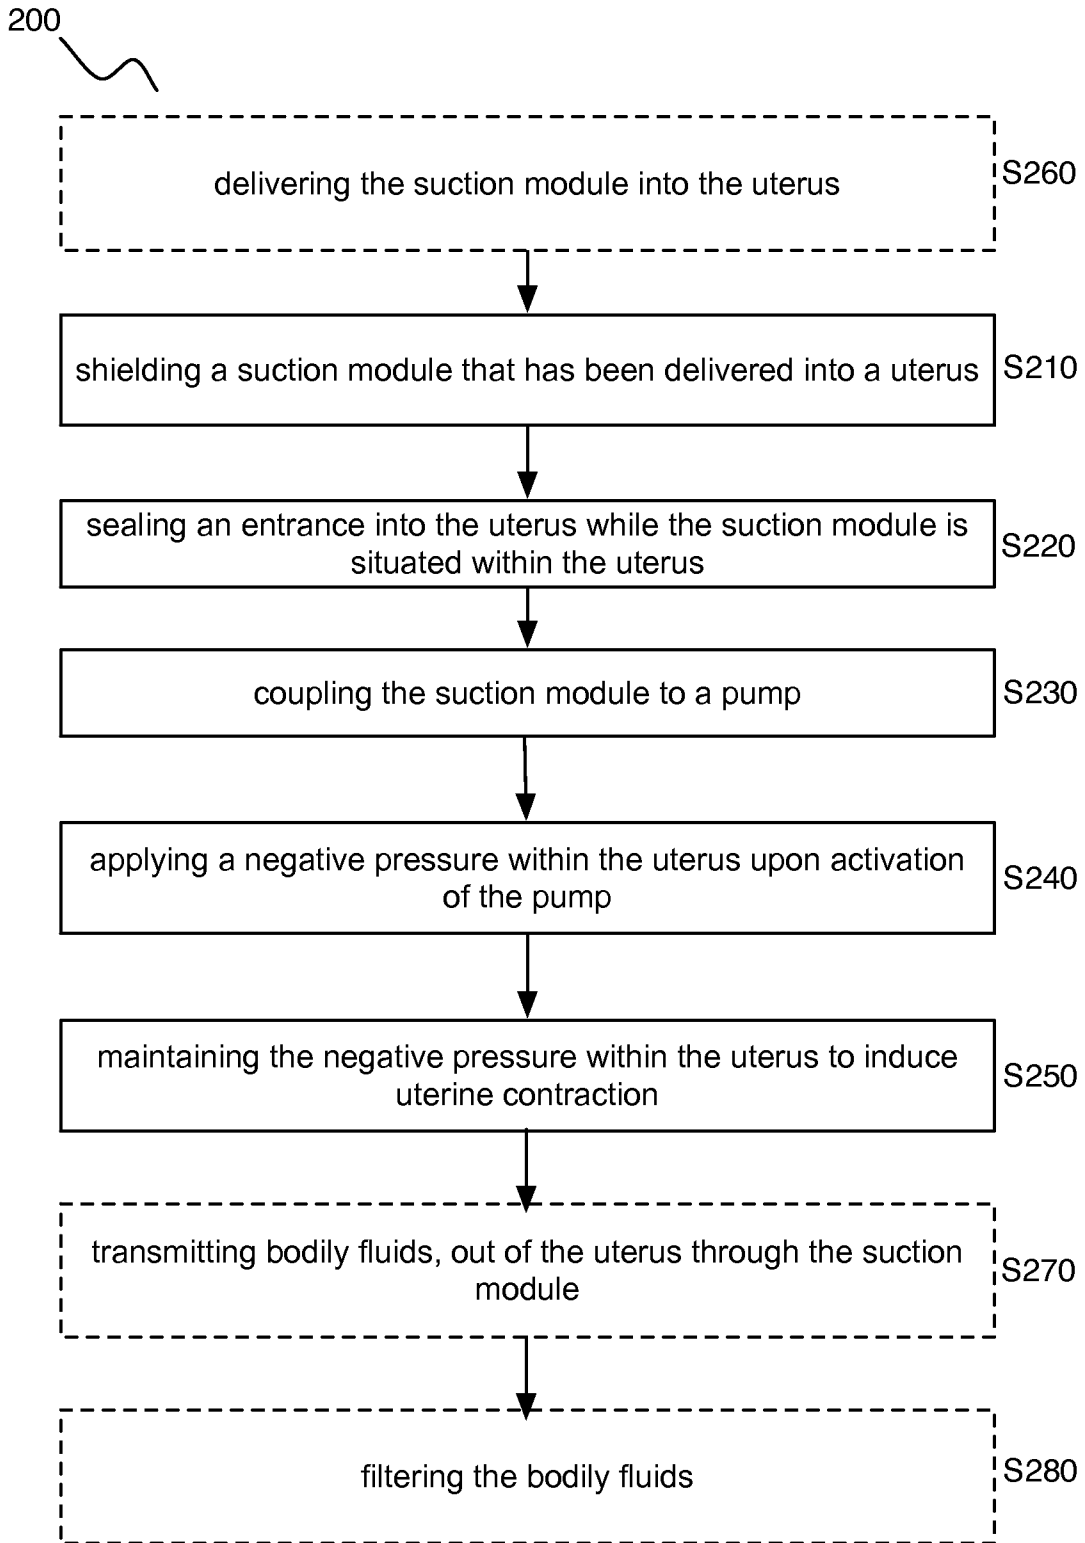 200
delivering the suction module into the uterus
S260
shielding a suction module that has been delivered into a uterus
S210
sealing an entrance into the uterus while the suction module is
situated within the uterus
S220
coupling the suction module to a pump
S230
applying a negative pressure within the uterus upon activation
of the pump
S240
maintaining the negative pressure within the uterus to induce
uterine contraction
S250
transmitting bodily fluids, out of the uterus through the suction
module
S270
filtering the bodily fluids
S280